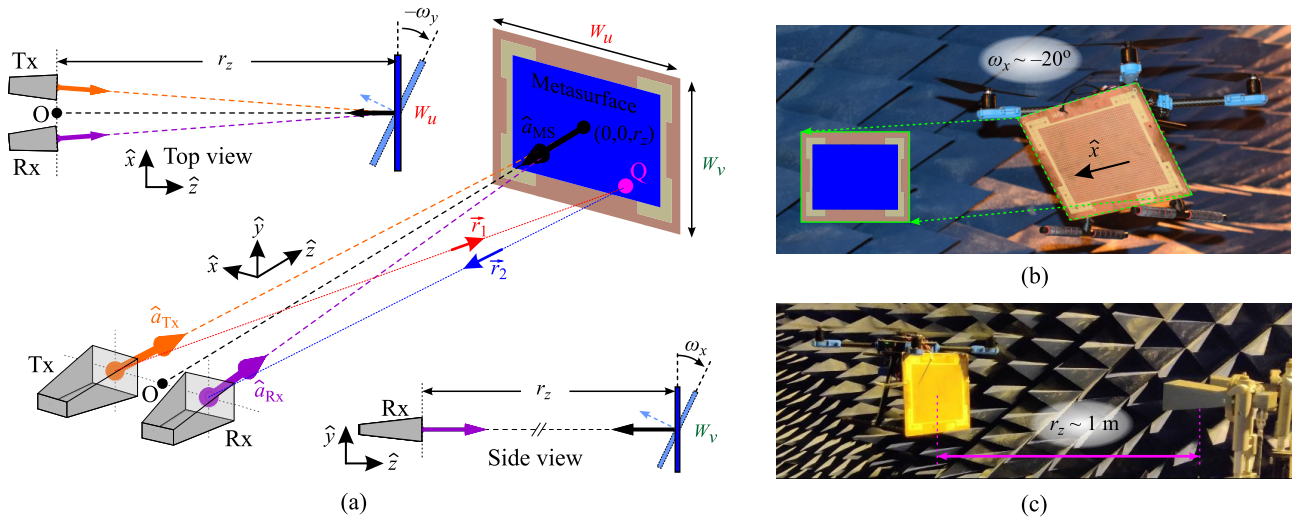 −ω_y
Tx
r_z
O
W_u
Rx
Top view
x̂
ẑ
W_u
Metasurface
â_MS
(0,0,r_z)
Q
W_v
r⃗_1
r⃗_2
ŷ
x̂
ẑ
â_Tx
Tx
O
â_Rx
Rx
ω_x
Rx
r_z
ŷ
ẑ
Side view
W_v
(a)
ω_x ~ −20°
x̂
(b)
r_z ~ 1 m
(c)